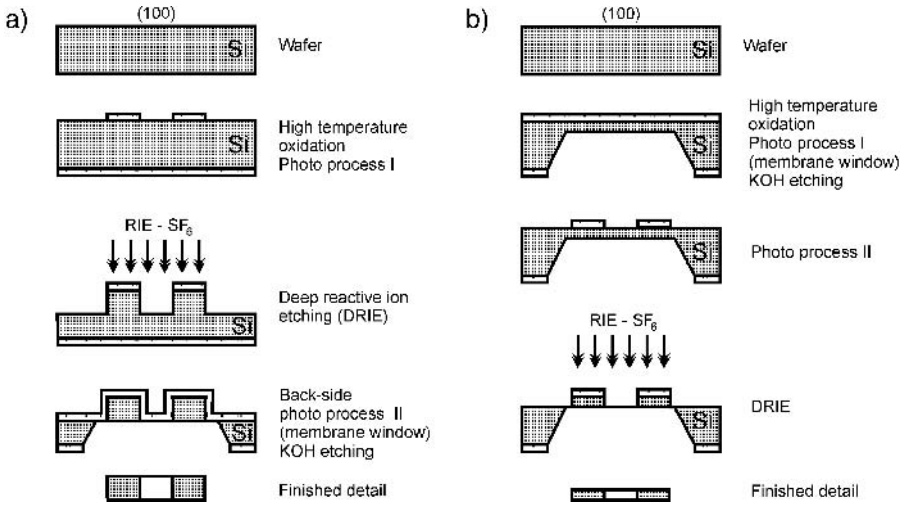 a)
(100)
Si
Wafer
Si
High temperature
oxidation
Photo process I
RIE - SF6
Si
Deep reactive ion
etching (DRIE)
Si
Back-side
photo process II
(membrane window)
KOH etching
Finished detail
b)
(100)
Si
Wafer
Si
High temperature
oxidation
Photo process I
(membrane window)
KOH etching
Si
Photo process II
RIE - SF6
Si
DRIE
Finished detail